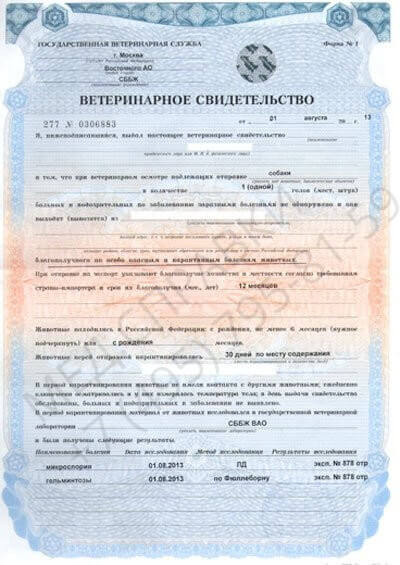 ГОСУДАРСТВЕННАЯ ВЕТЕРИНАРНАЯ СЛУЖБА
Форма № 1
г. Москва
Восточного АО
СББЖ
ВЕТЕРИНАРНОЕ СВИДЕТЕЛЬСТВО
277 № 0306883 от 21 августа 20 13
Я, нижеподписавшийся, выдал настоящее ветеринарное свидетельство
в том, что при ветеринарном осмотре подлежащих отправке собаки
в количестве 1 (одной) голов (мест, штук)
больных и подозрительных по заболеванию заразными болезнями не обнаружено и они
выходят (вывозятся) из
благополучного по особо опасным и карантинным болезням животных.
При отправке на экспорт указывают благополучие хозяйства и местности согласно требованиям
страны-импортера и срок их благополучия (мес, лет) 12 месяцев
Животные находились в Российской Федерации: с рождения, не менее 6 месяцев (нужное
подчеркнуть) или с рождения месяцев.
Животные перед отправкой карантинировались 30 дней по месту содержания
В период карантинирования животные не имели контакта с другими животными; ежедневно
клинически осматривались и у них измерялась температура тела; в день выдачи свидетельства
обследованы, больных и подозрительных в заболевании не выявлено.
В период карантинирования материал от животных исследовался в государственной ветеринарной
лаборатории СББЖ ВАО
и были получены следующие результаты.
Наименование болезни Дата исследования Метод исследования Результаты исследования
микроспория 01.08.2013 ЛД эксп. № 878 отр
гельминтозы 01.08.2013 по Фюллеборну эксп. № 878 отр